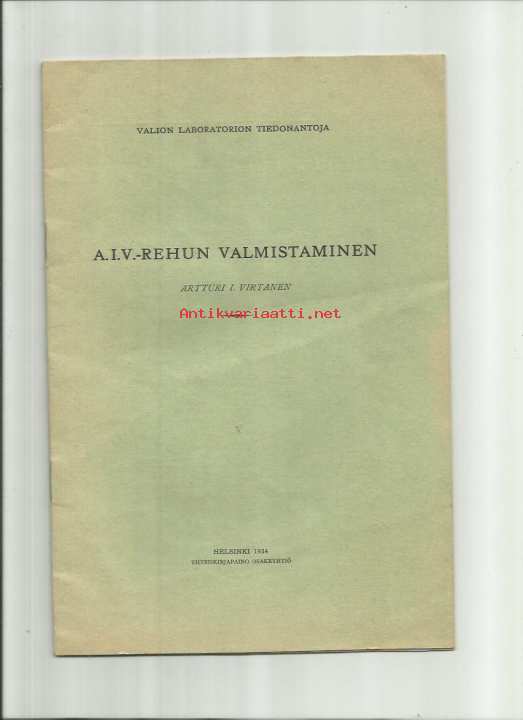 VALION LABORATORION TIEDONANTOJA
A.I.V.-REHUN VALMISTAMINEN
ARTTURI I. VIRTANEN
Antikvariaatti.net
HELSINKI 1934
YHTEISKIRJAPAINO OSAKEYHTIÖ